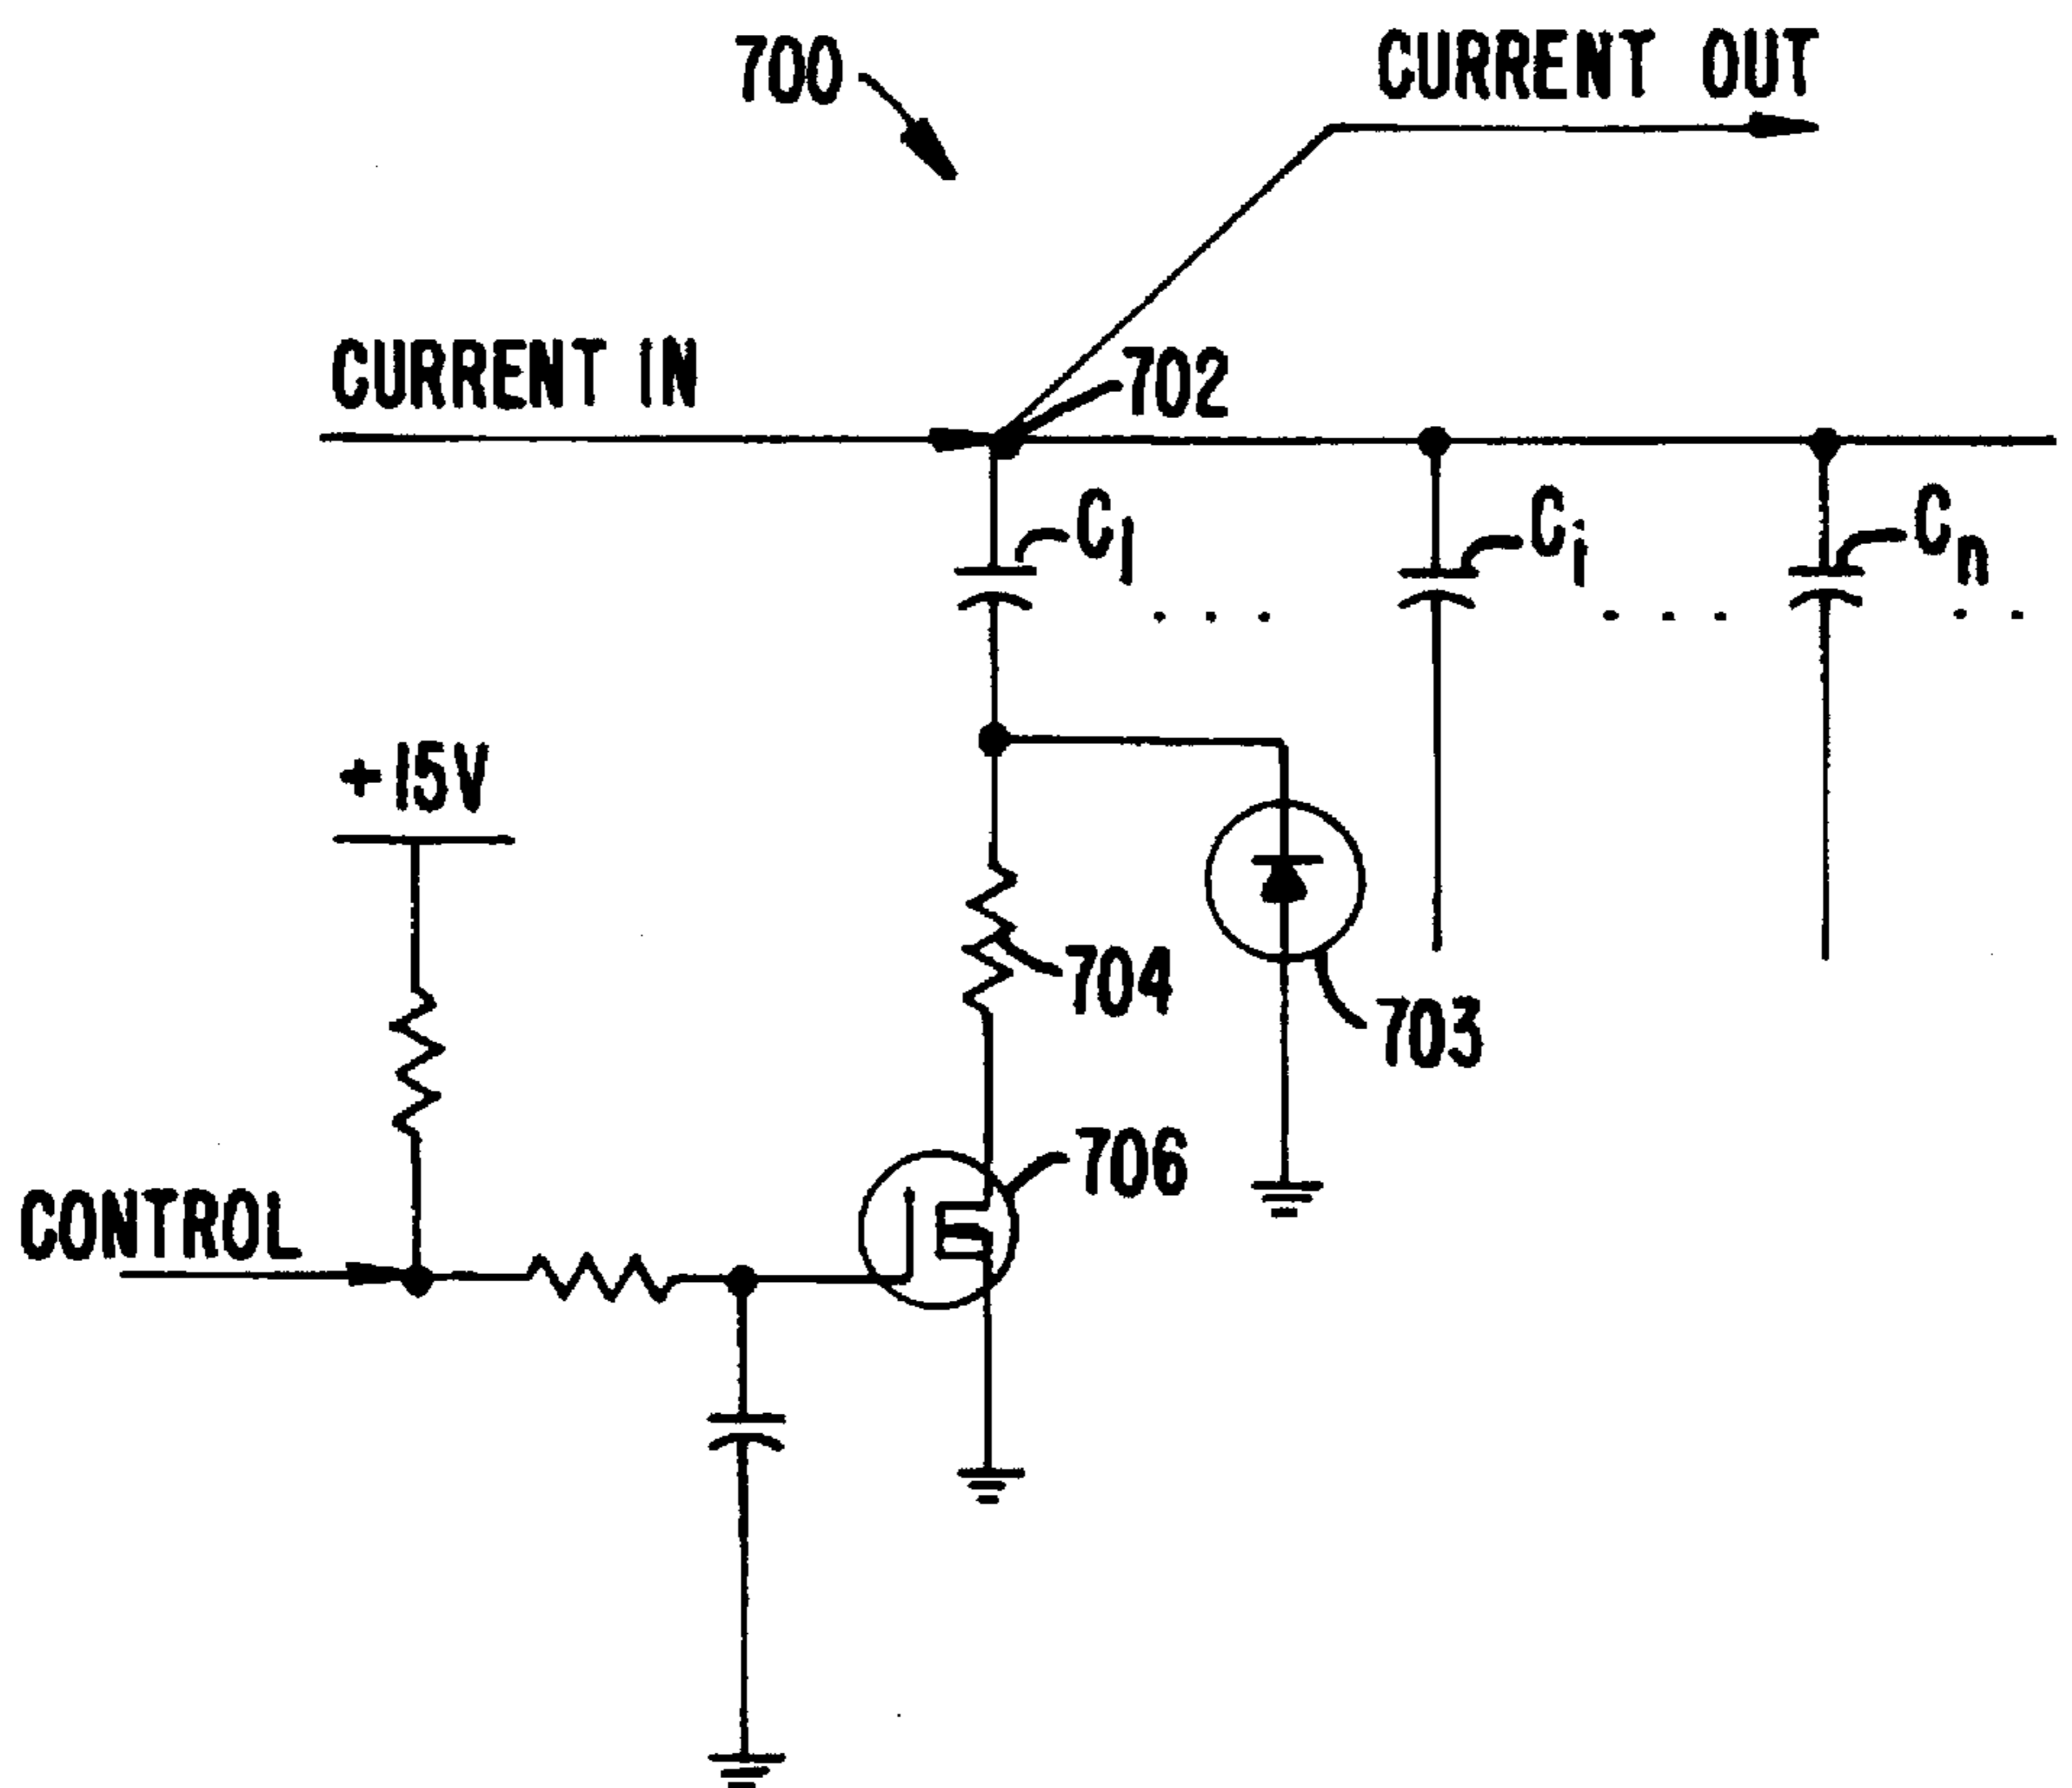 700
CURRENT OUT
CURRENT IN
702
C1
Ci
Cn
+15V
704
703
706
CONTROL